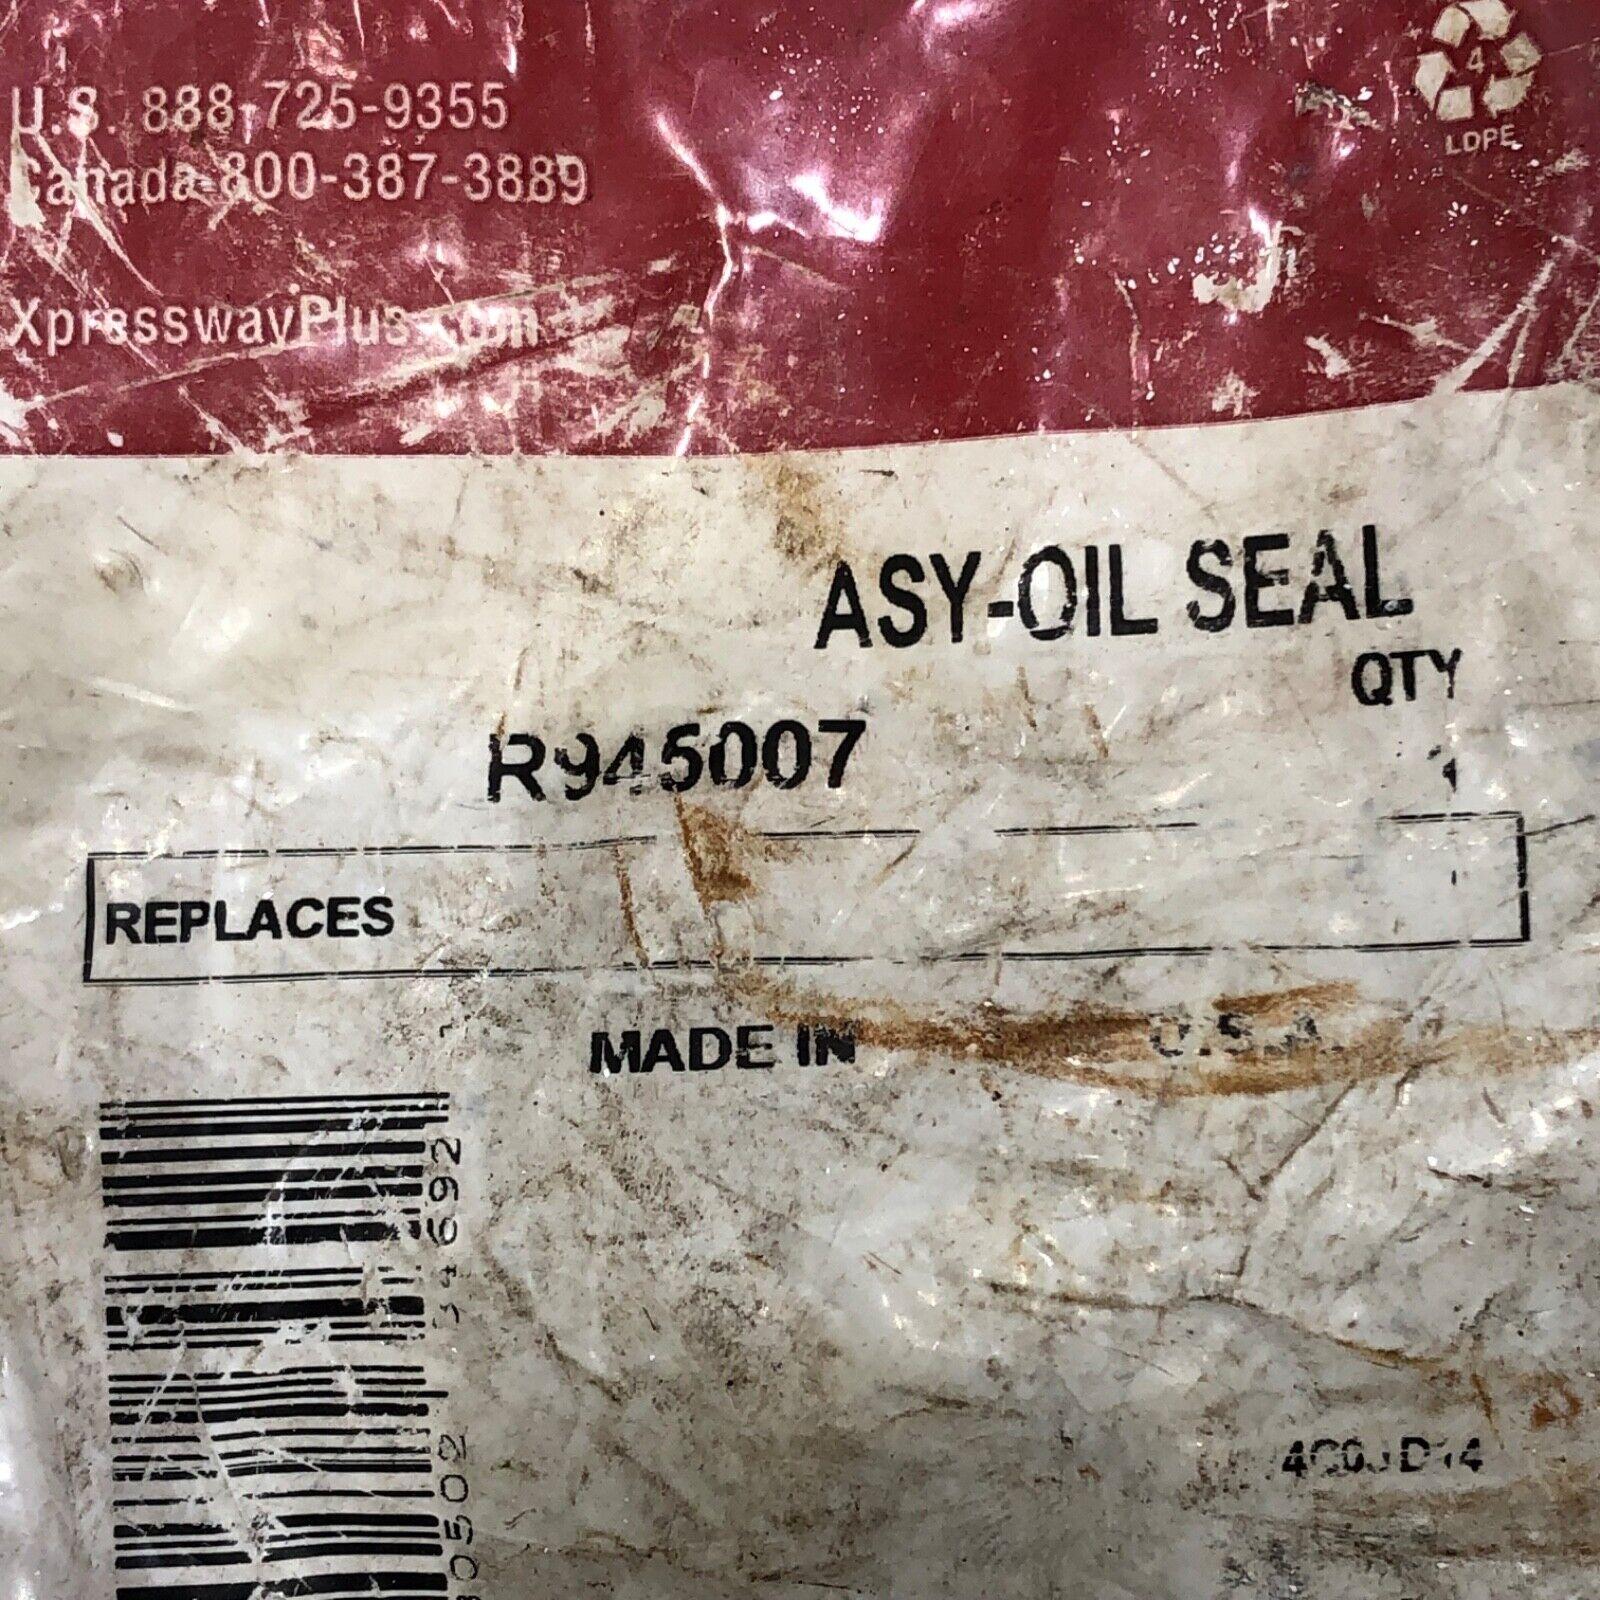 U.S. 888-725-9355
Canada 800-387-3889
XpresswayPlus.com
4
LDPE
ASY-OIL SEAL
QTY
R945007
1
REPLACES
MADE IN U.S.A.